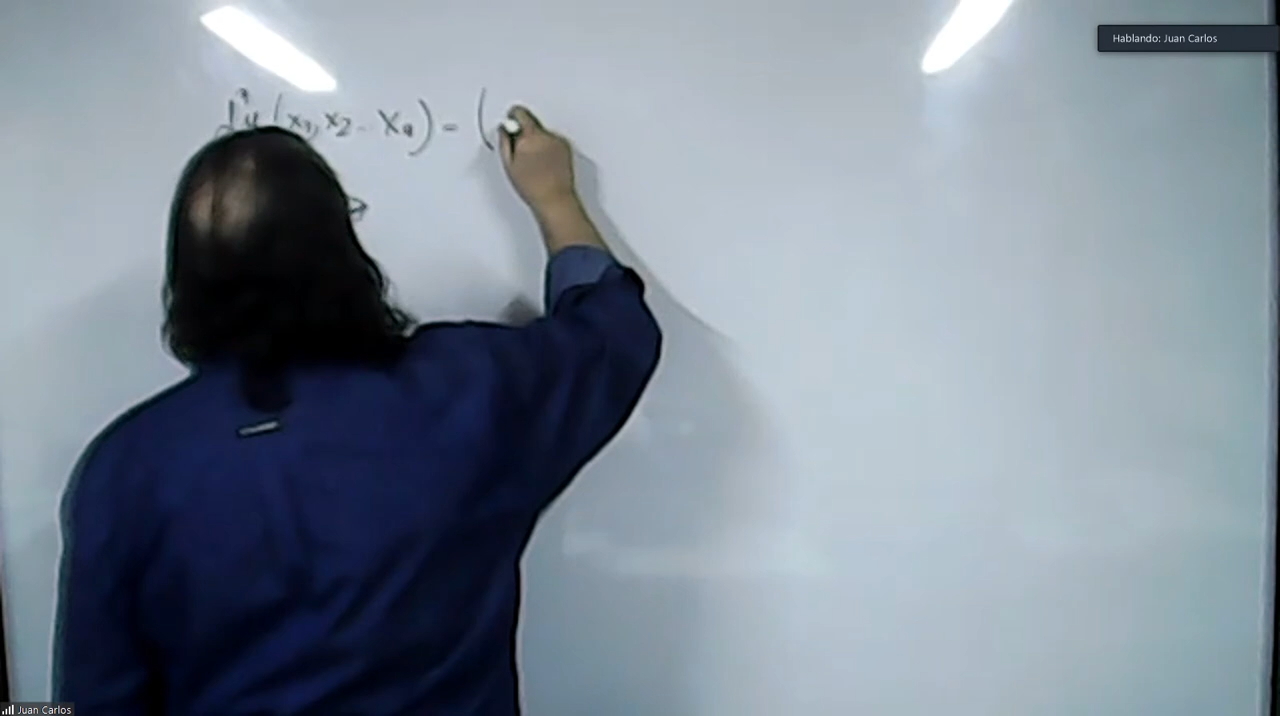 Hablando: Juan Carlos
(x₁, x₂ - xₙ) = (
Juan Carlos